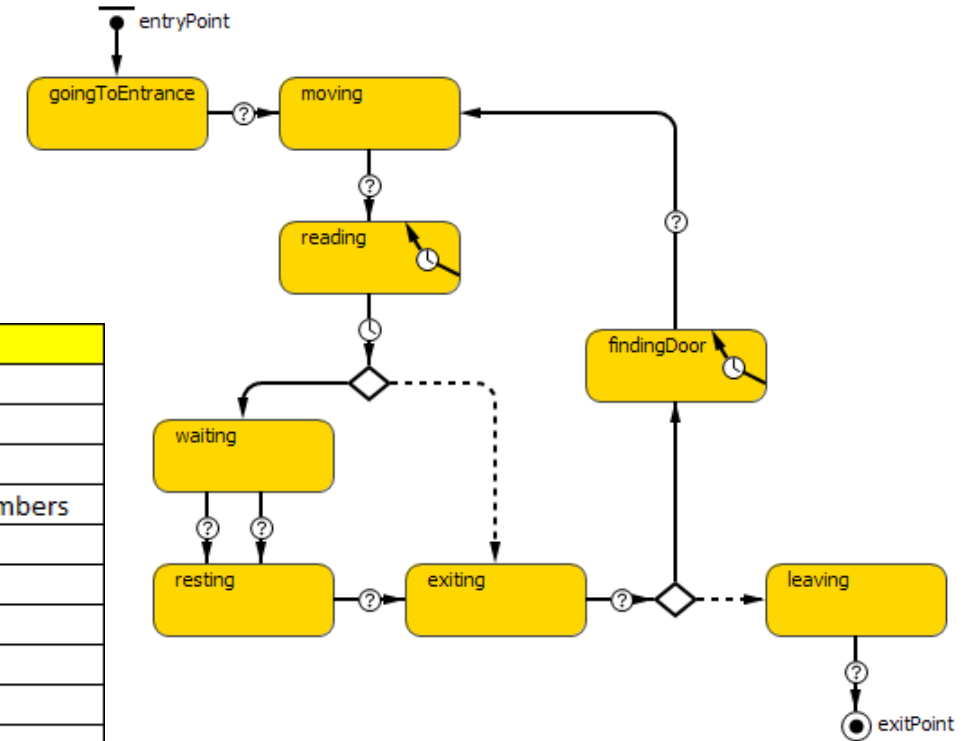 entryPoint
goingToEntrance
moving
?
?
reading
?
findingDoor
waiting
mbers
?
?
resting
exiting
leaving
?
?
?
exitPoint